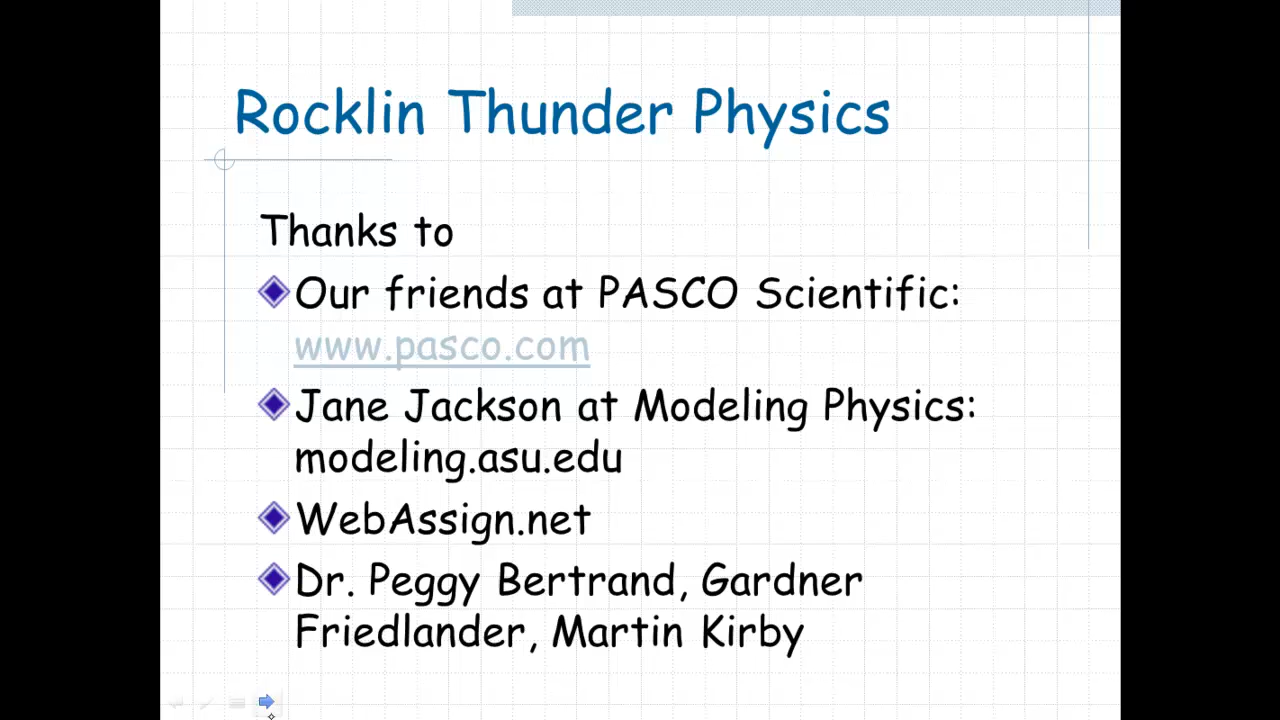 Rocklin Thunder Physics
Thanks to
Our friends at PASCO Scientific:
www.pasco.com
Jane Jackson at Modeling Physics:
modeling.asu.edu
WebAssign.net
Dr. Peggy Bertrand, Gardner
Friedlander, Martin Kirby